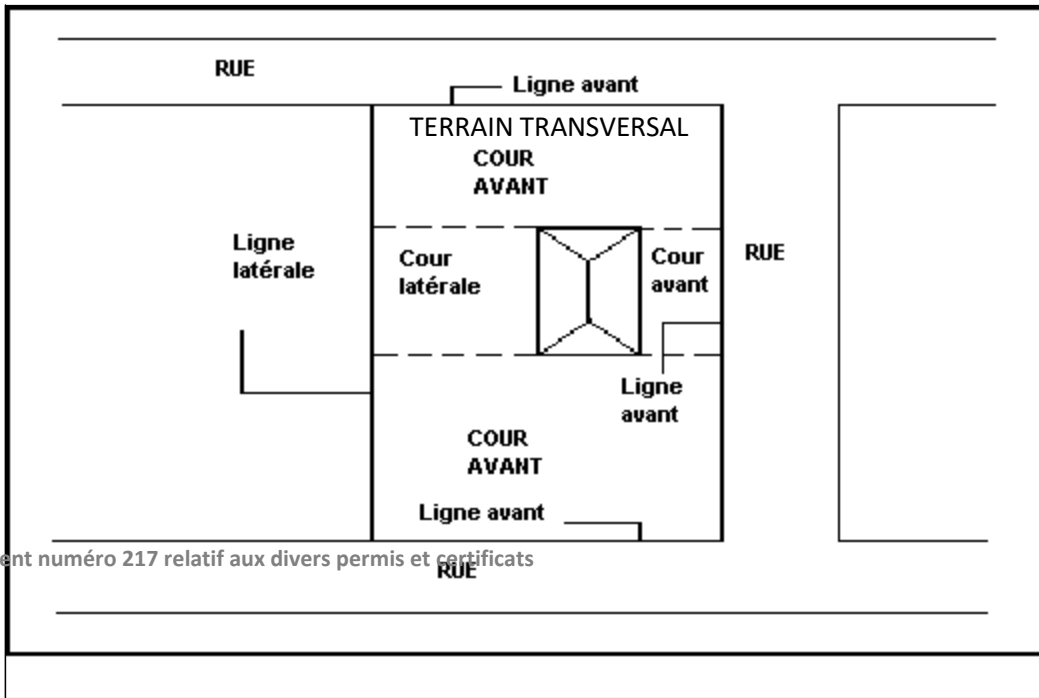 RUE
Ligne avant
TERRAIN TRANSVERSAL
COUR
AVANT
Ligne
latérale
Cour
latérale
Cour
avant
RUE
Ligne
avant
COUR
AVANT
Ligne avant
numéro 217 relatif aux divers permis et certificats
RUE